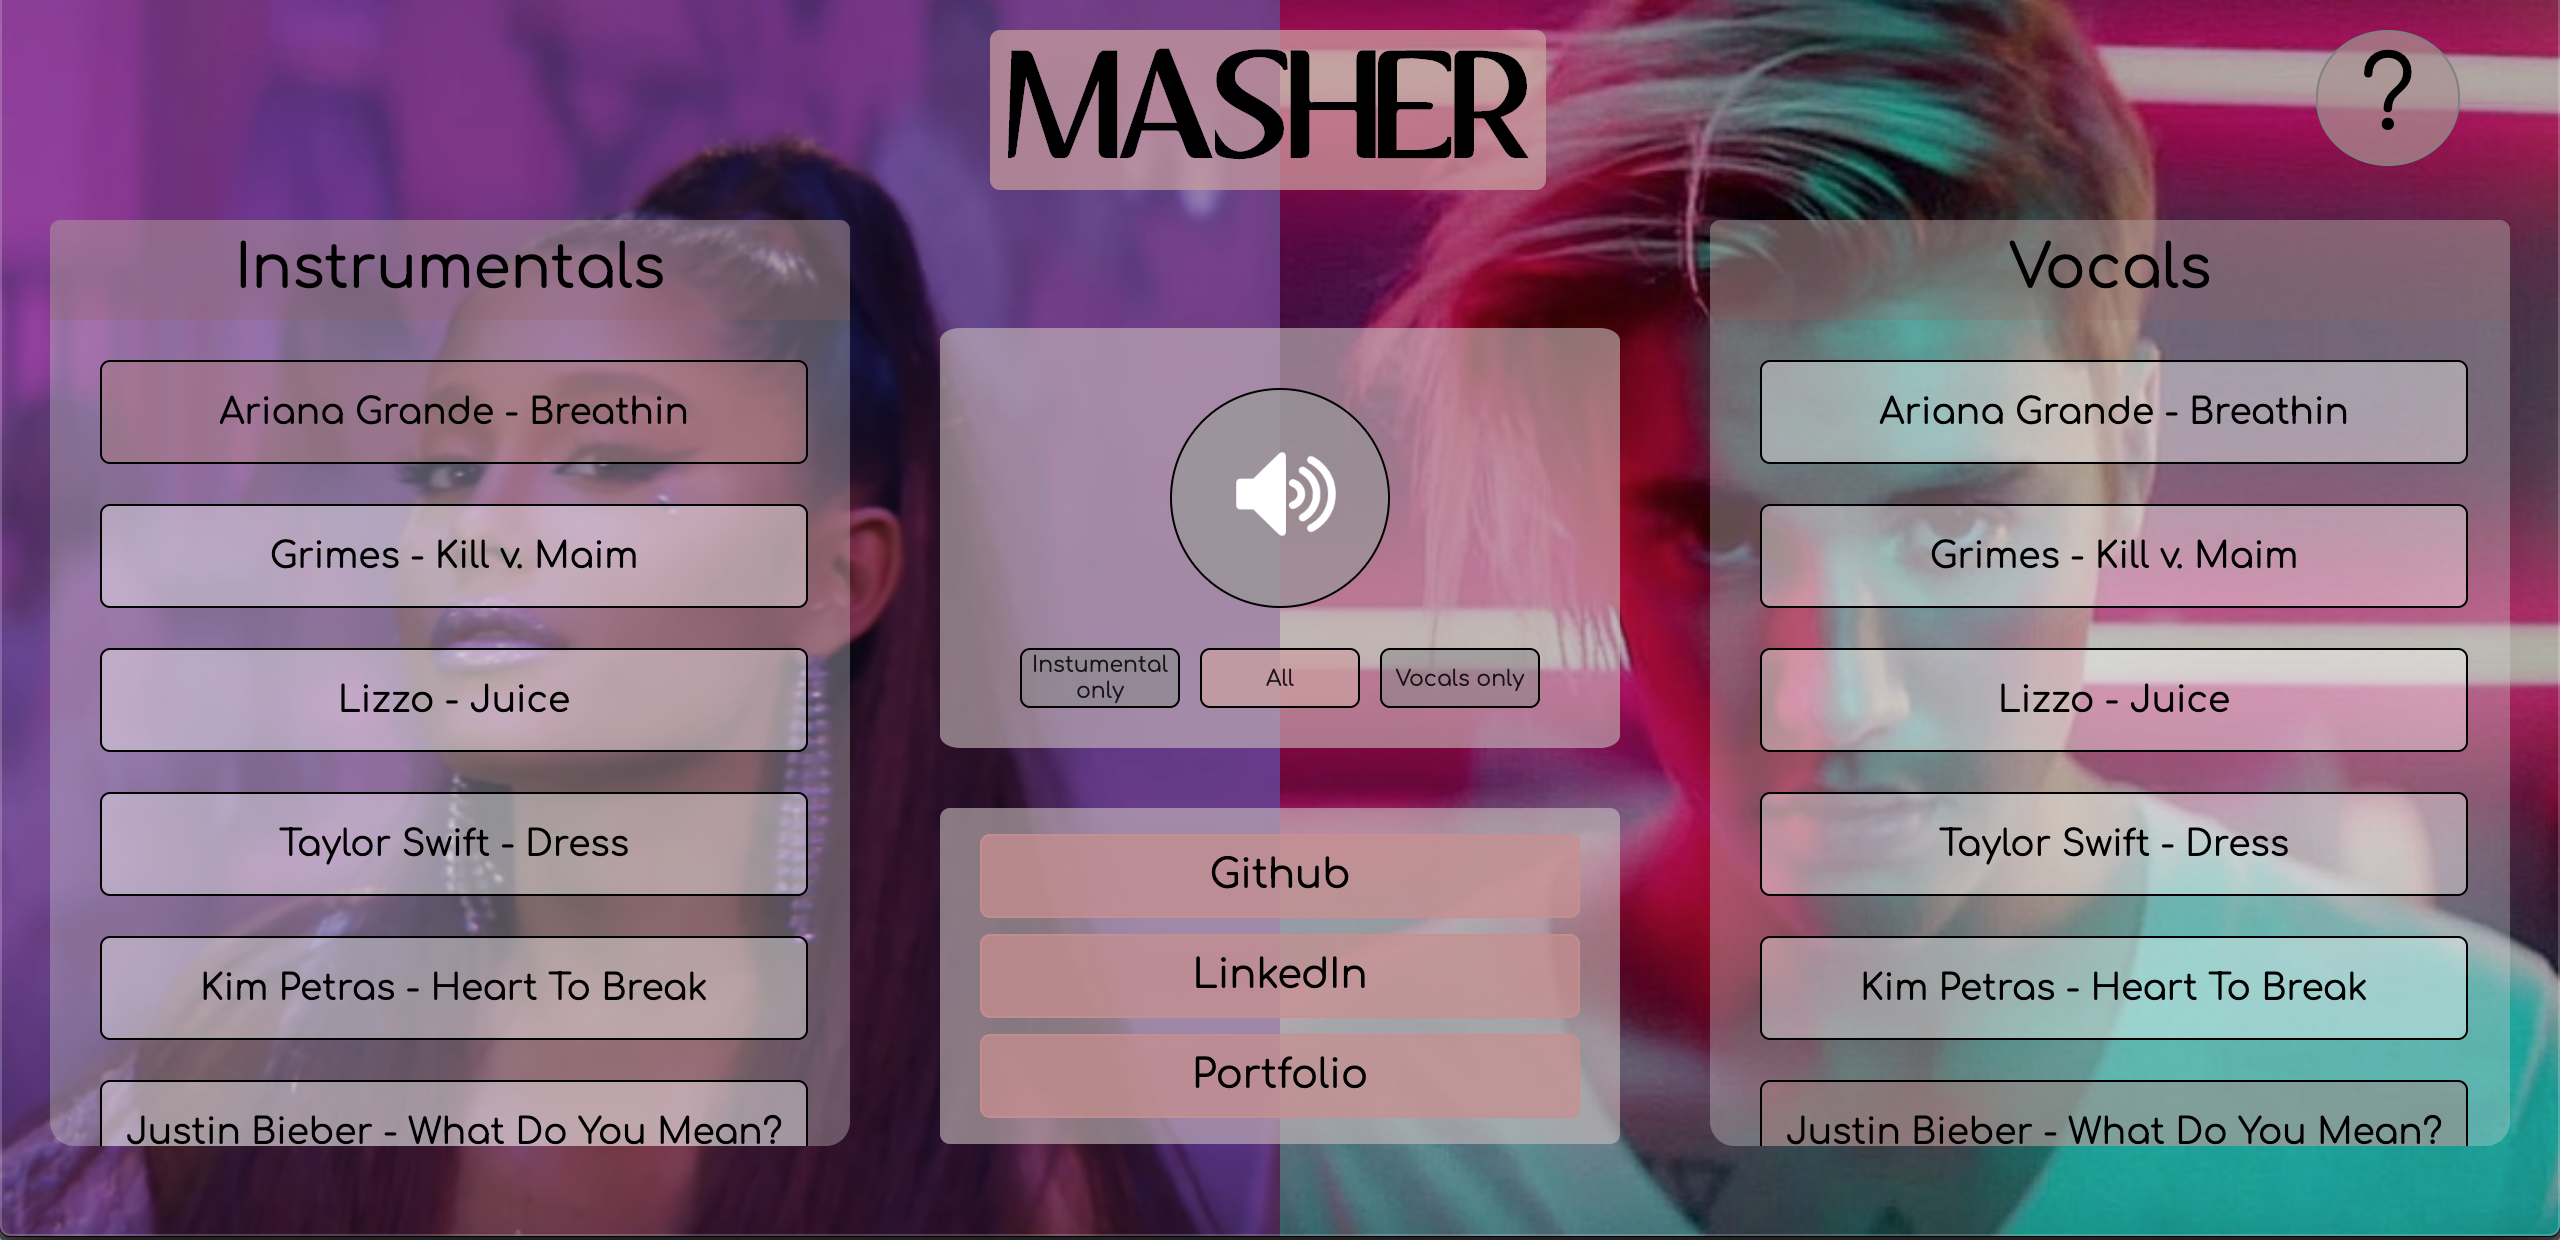 MASHER
?
Instrumentals
Ariana Grande - Breathin
Grimes - Kill v. Maim
Lizzo - Juice
Taylor Swift - Dress
Kim Petras - Heart To Break
Justin Bieber - What Do You Mean?
Instumental
only
All
Vocals only
Github
LinkedIn
Portfolio
Vocals
Ariana Grande - Breathin
Grimes - Kill v. Maim
Lizzo - Juice
Taylor Swift - Dress
Kim Petras - Heart To Break
Justin Bieber - What Do You Mean?